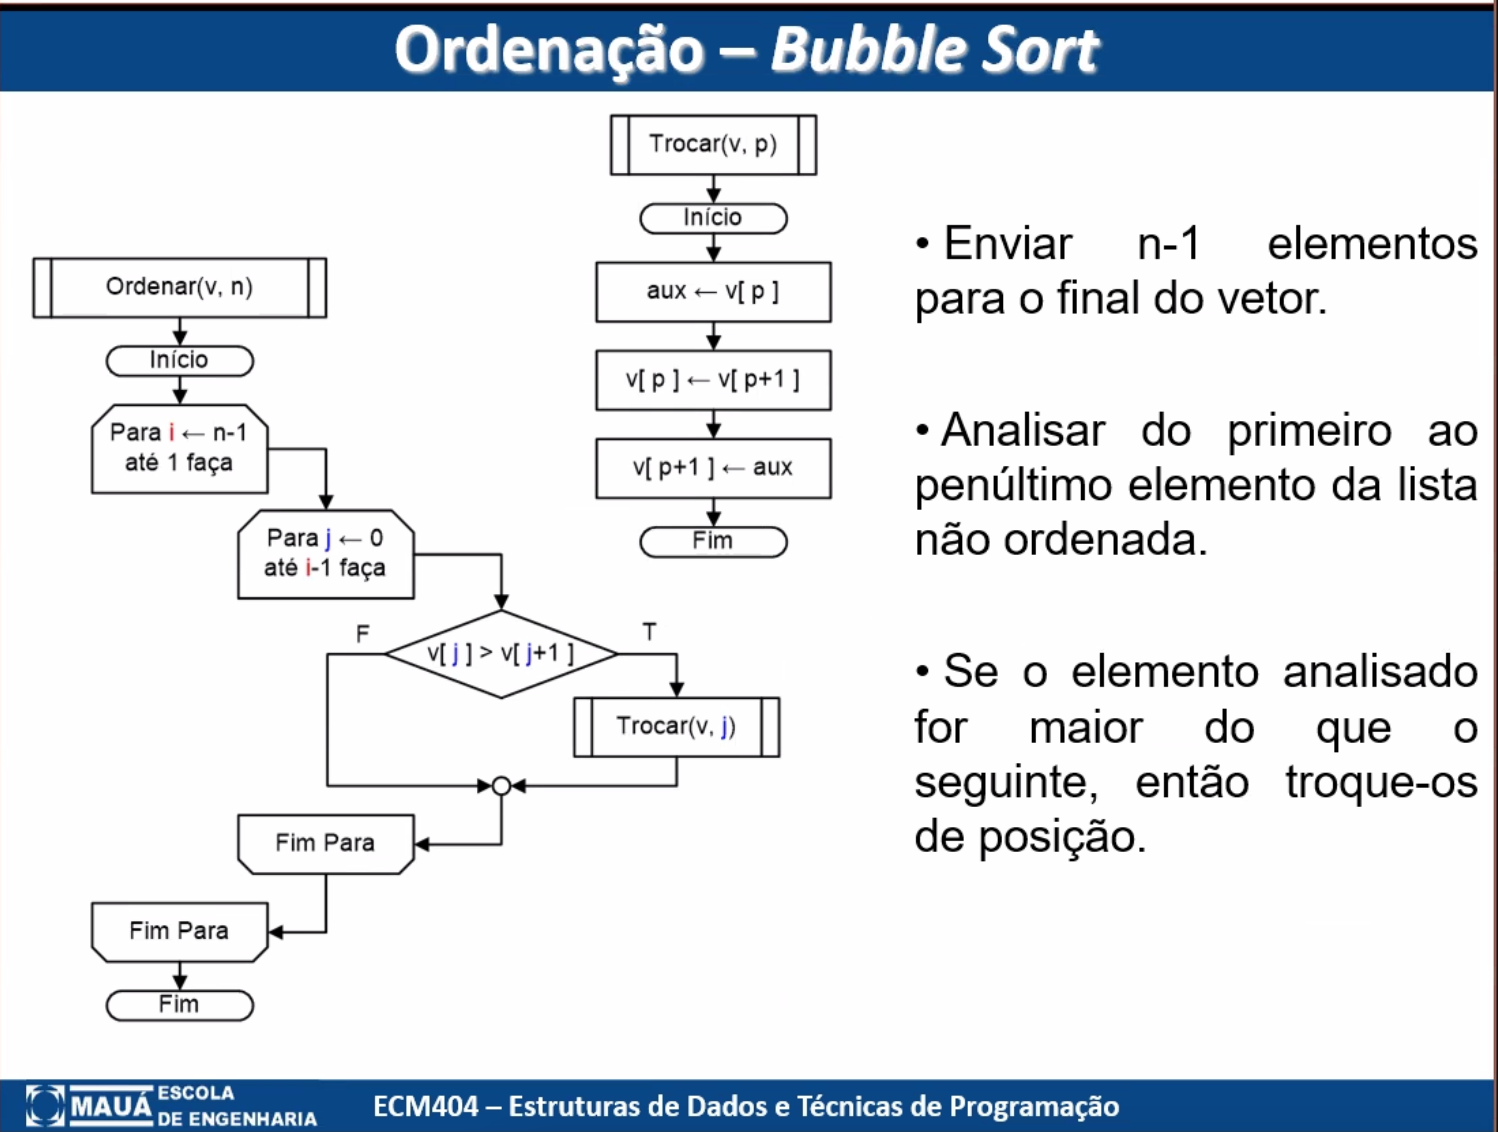 Ordenação – Bubble Sort
Ordenar(v, n)
Início
Para i ← n-1
até 1 faça
Para j ← 0
até i-1 faça
v[ j ] > v[ j+1 ]
F
T
Trocar(v, j)
Fim Para
Fim Para
Fim
Trocar(v, p)
Início
aux ← v[ p ]
v[ p ] ← v[ p+1 ]
v[ p+1 ] ← aux
Fim
• Enviar n-1 elementos
para o final do vetor.
• Analisar do primeiro ao
penúltimo elemento da lista
não ordenada.
• Se o elemento analisado
for maior do que o
seguinte, então troque-os
de posição.
MAUÁ ESCOLA
DE ENGENHARIA
ECM404 – Estruturas de Dados e Técnicas de Programação